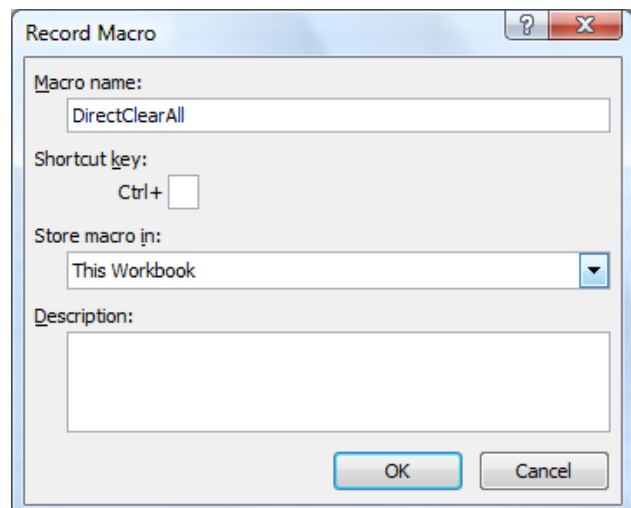 Record Macro
Macro name:
DirectClearAll
Shortcut key:
Ctrl+
Store macro in:
This Workbook
Description:
OK Cancel